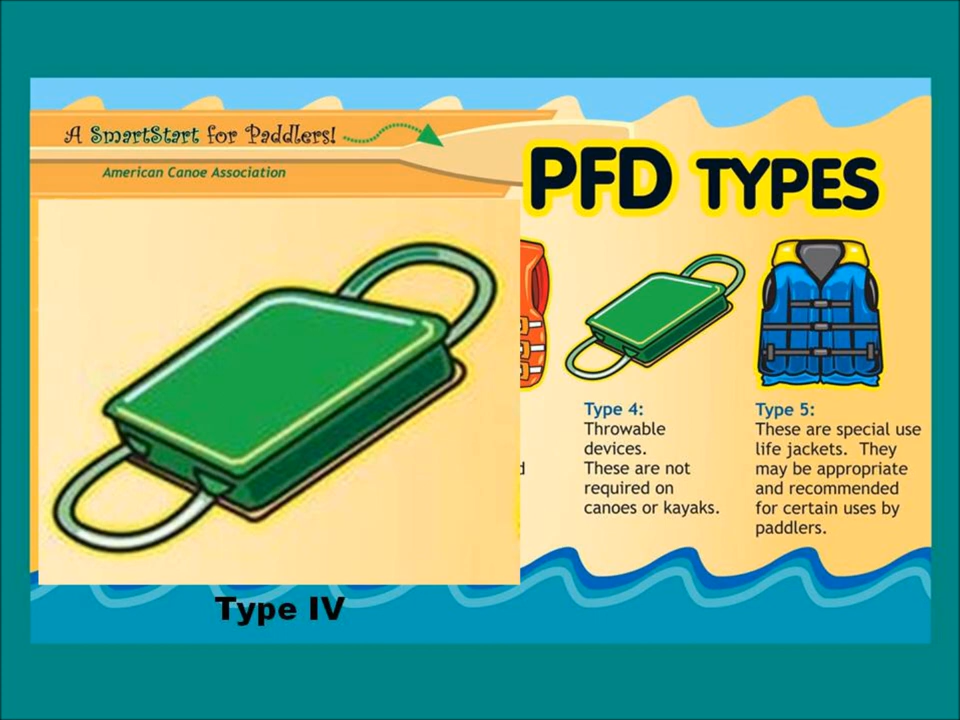 A SmartStart for Paddlers!
American Canoe Association
PFD TYPES
Type 4:
Throwable
devices.
These are not
required on
canoes or kayaks.
Type 5:
These are special use
life jackets. They
may be appropriate
and recommended
for certain uses by
paddlers.
Type IV